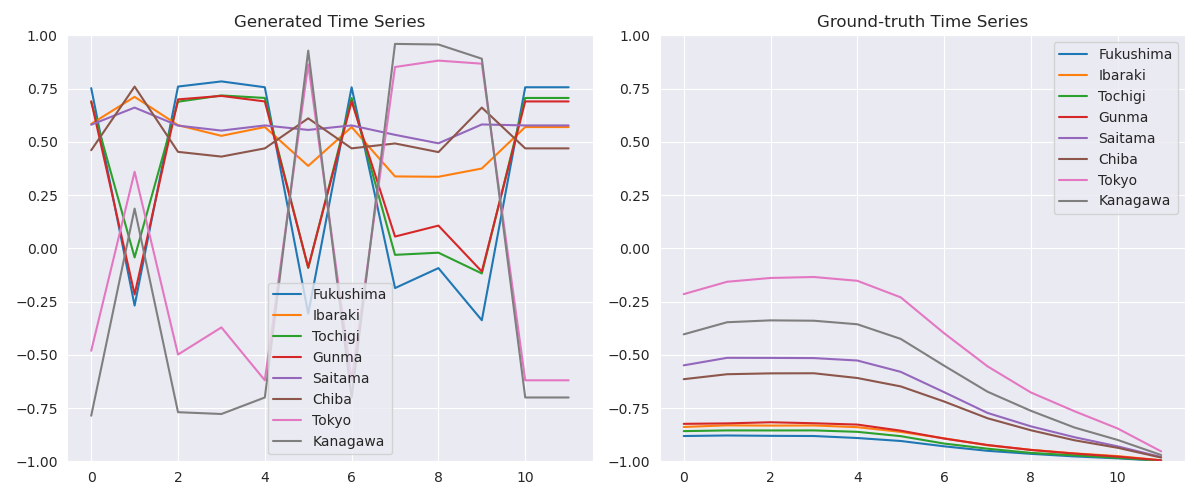 Generated Time Series
1.00
0.75
0.50
0.25
0.00
−0.25
−0.50
−0.75
−1.00
0 2 4 6 8 10
Fukushima
Ibaraki
Tochigi
Gunma
Saitama
Chiba
Tokyo
Kanagawa
Ground-truth Time Series
1.00
0.75
0.50
0.25
0.00
−0.25
−0.50
−0.75
−1.00
0 2 4 6 8 10
Fukushima
Ibaraki
Tochigi
Gunma
Saitama
Chiba
Tokyo
Kanagawa